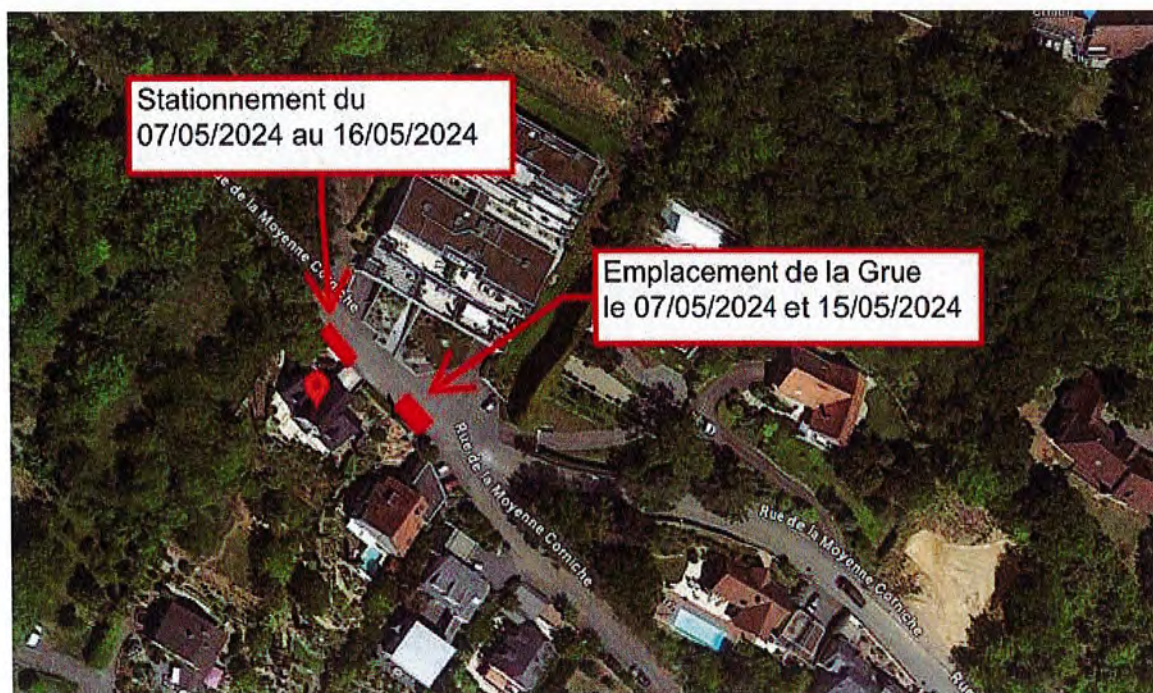 Stationnement du
07/05/2024 au 16/05/2024
de la Moyenne Corniche
Emplacement de la Grue
le 07/05/2024 et 15/05/2024
Rue de la Moyenne Corniche
Rue de la Moyenne Corniche